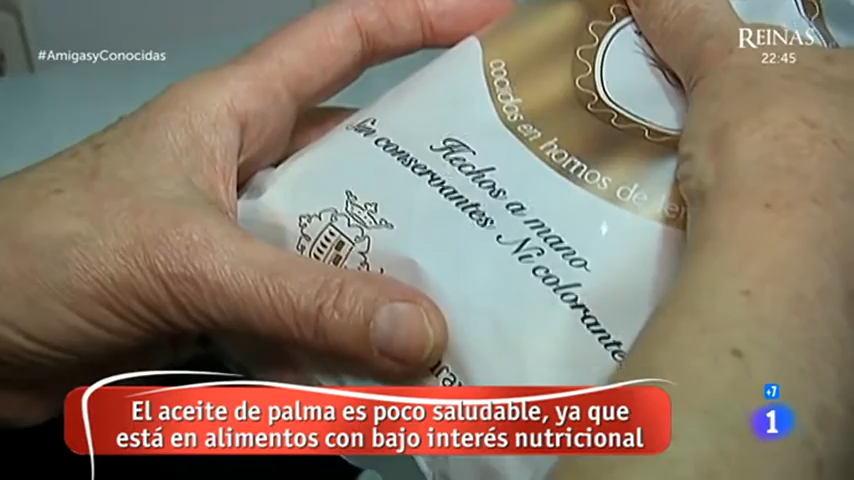 #AmigasyConocidas
REINAS
22:45
cocidos en hornos de
Hechos a mano
Sin conservantes, Ni colorante
El aceite de palma es poco saludable, ya que
está en alimentos con bajo interés nutricional
+7
1